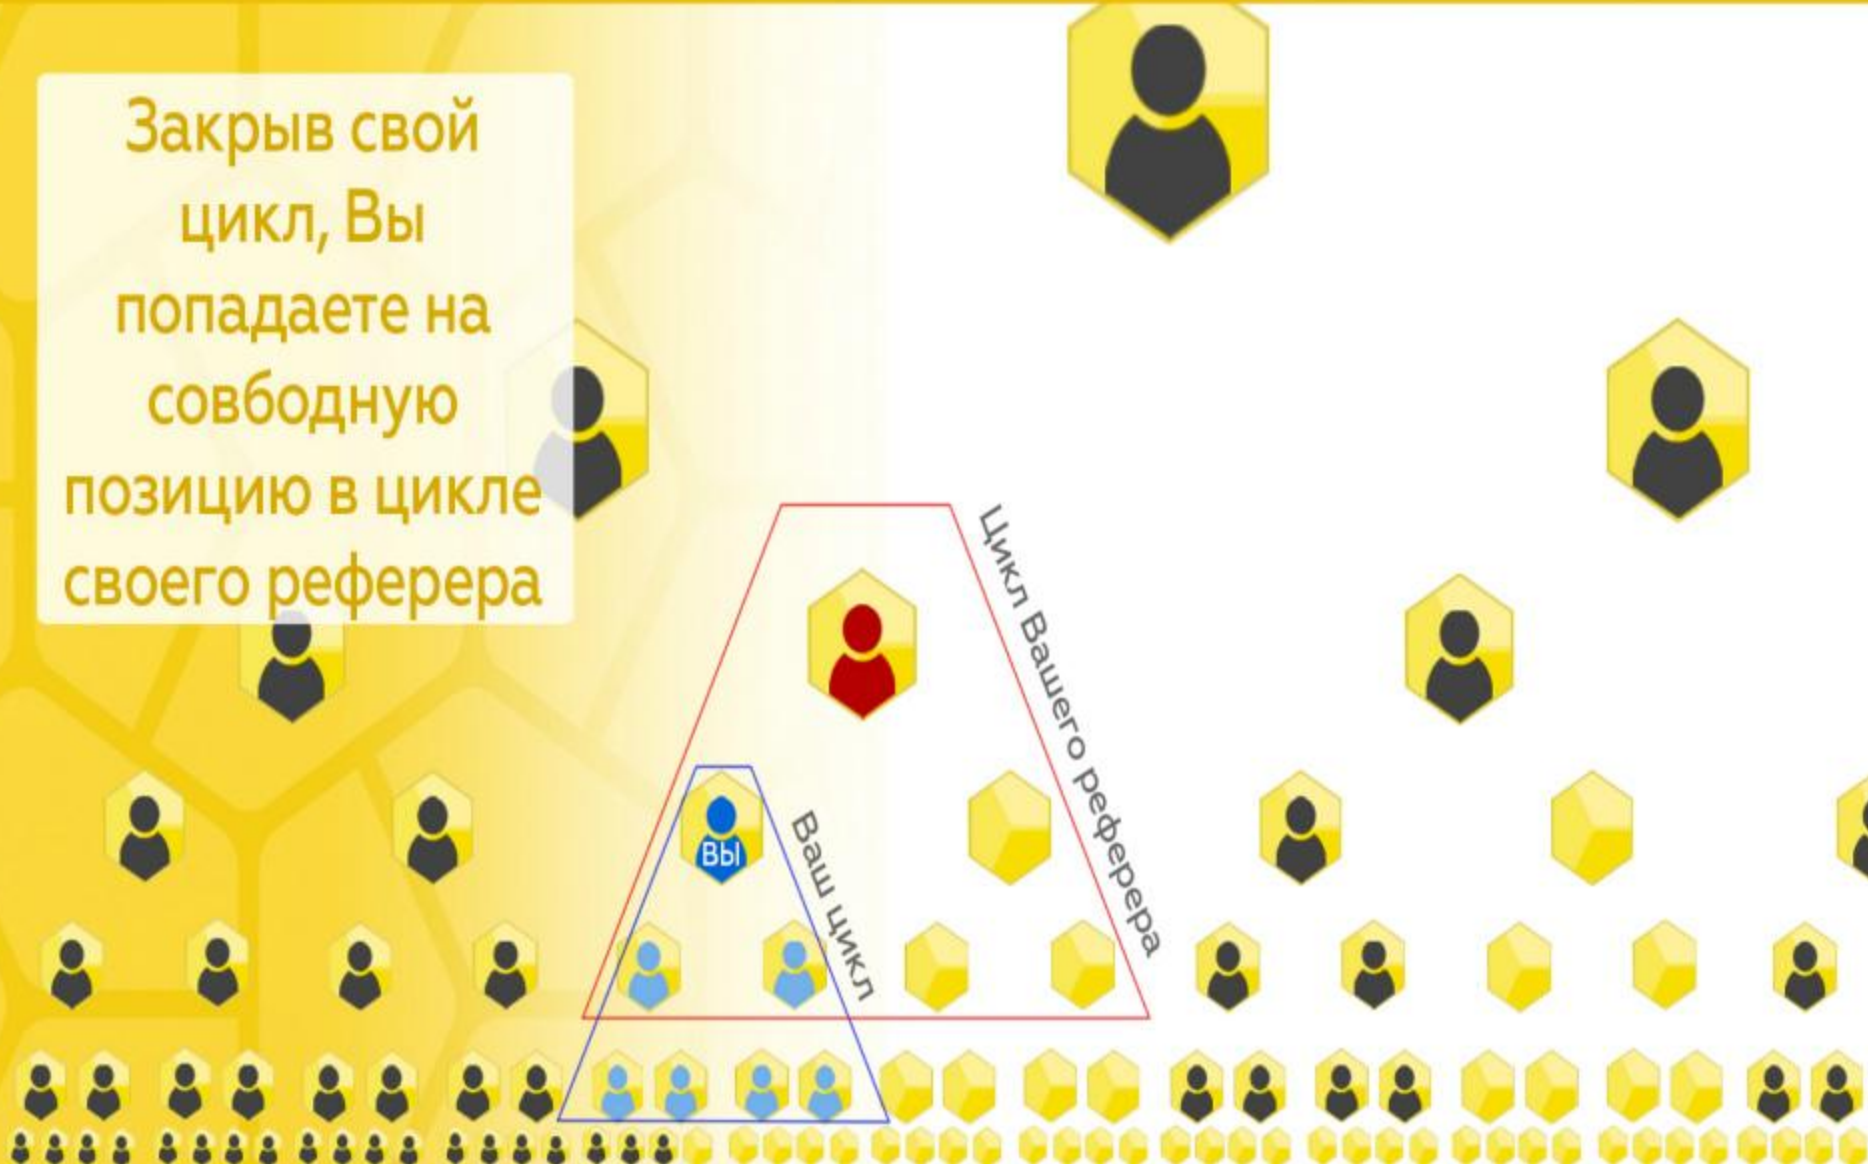 Закрыв свой
цикл, Вы
попадаете на
совбодную
позицию в цикле
своего реферера
Цикл Вашего реферера
Ваш цикл
ВЫ